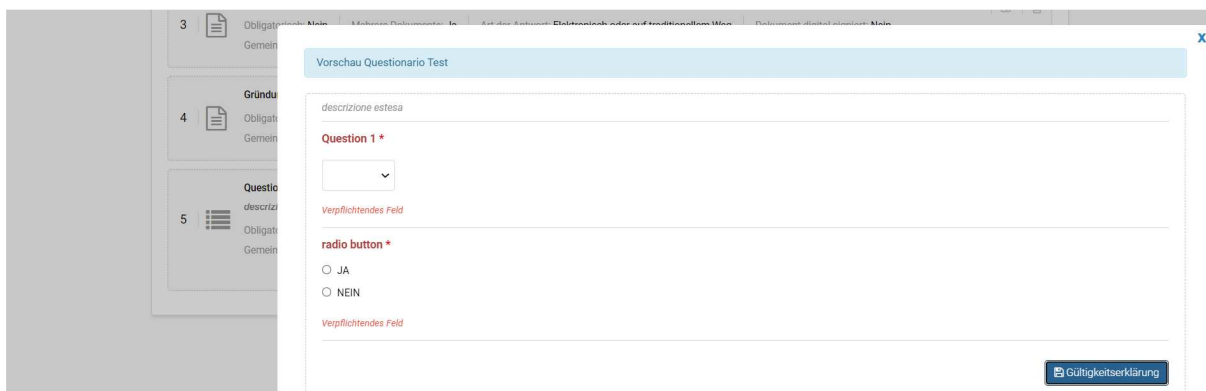 3
Obligatorisch: Nein Mehrere Dokumente: Ja Art der Antwort: Elektronisch oder auf traditionellem Weg Dokument digital signiert: Nein
Gemein
4
Gründu
Obligato
Gemein
5
Questio
descrizi
Obligato
Gemein
X
Vorschau Questionario Test
descrizione estesa
Question 1 *
Verpflichtendes Feld
radio button *
JA
NEIN
Verpflichtendes Feld
Gültigkeitserklärung